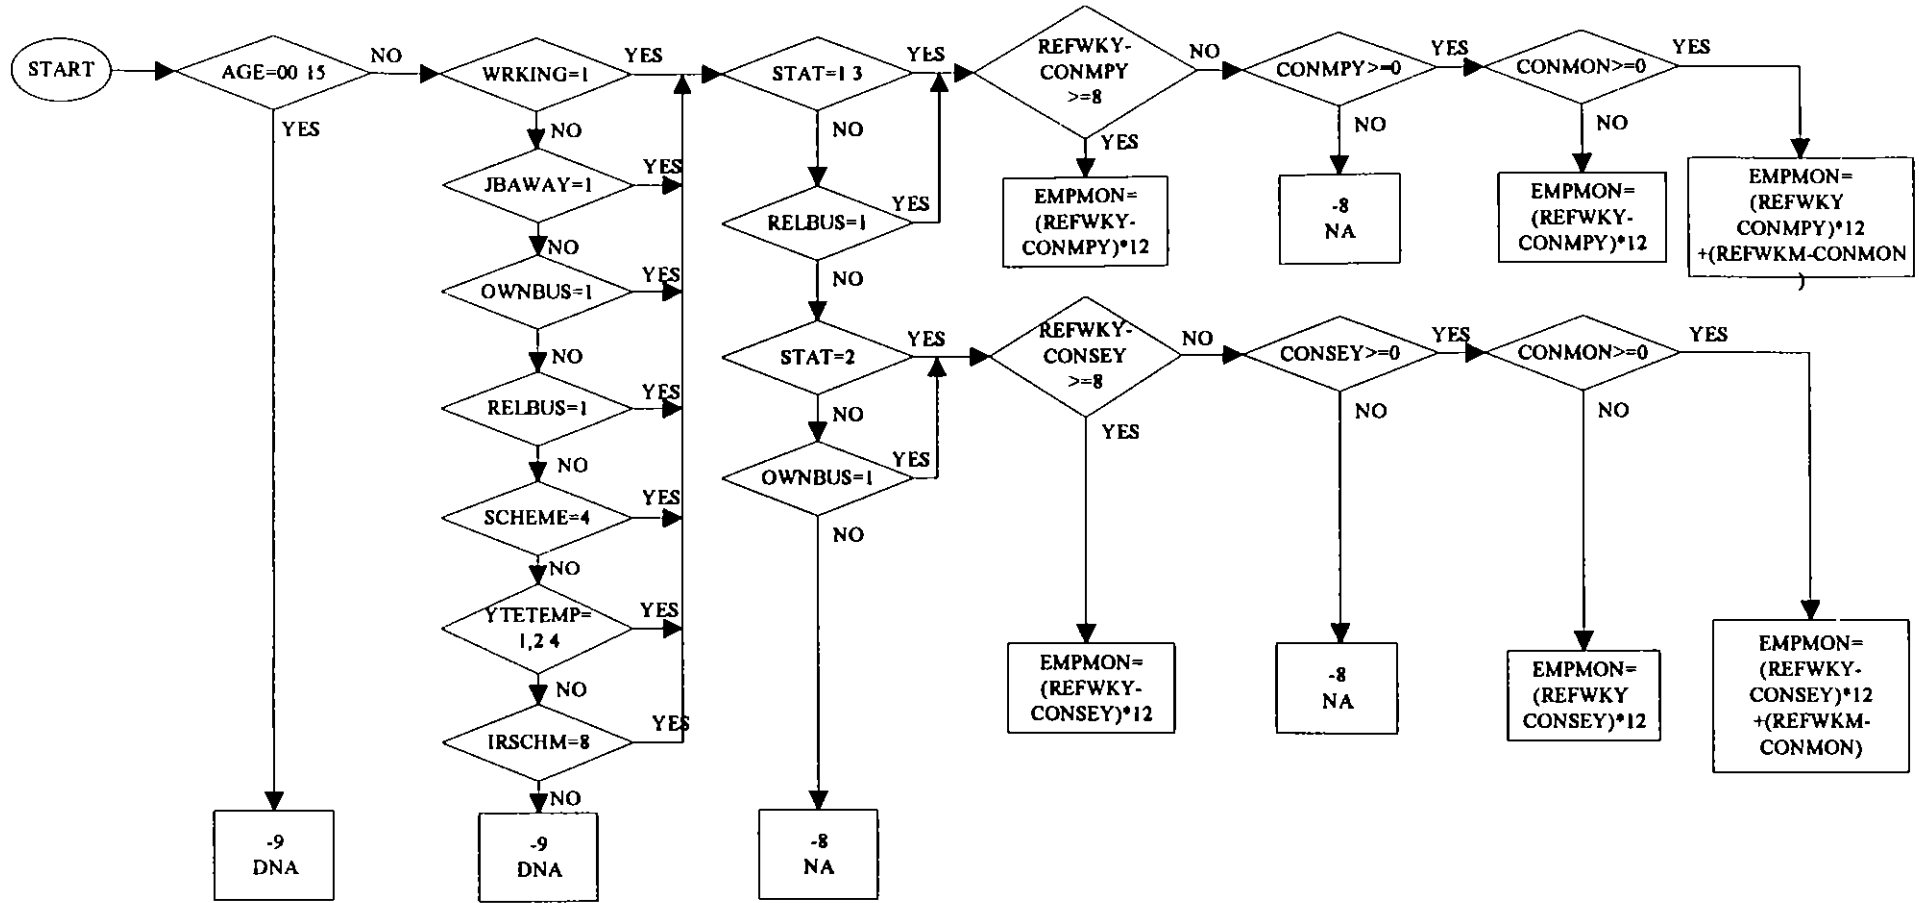 START
AGE=00 15
NO
YES
WRKING=1
YES
NO
JBAWAY=1
YES
NO
OWNBUS=1
YES
NO
RELBUS=1
YES
NO
SCHEME=4
YES
NO
YTETEMP=
1,2 4
YES
NO
IRSCHM=8
YES
NO
-9
DNA
-9
DNA
STAT=1 3
YES
NO
RELBUS=1
YES
NO
STAT=2
YES
NO
OWNBUS=1
YES
NO
-8
NA
REFWKY-
CONMPY
>=8
NO
YES
EMPMON=
(REFWKY-
CONMPY)*12
CONMPY>=0
YES
NO
-8
NA
CONMON>=0
YES
NO
EMPMON=
(REFWKY-
CONMPY)*12
EMPMON=
(REFWKY
CONMPY)*12
+(REFWKM-CONMON
)
REFWKY-
CONSEY
>=8
NO
YES
EMPMON=
(REFWKY-
CONSEY)*12
CONSEY>=0
YES
NO
-8
NA
CONMON>=0
YES
NO
EMPMON=
(REFWKY
CONSEY)*12
EMPMON=
(REFWKY-
CONSEY)*12
+(REFWKM-
CONMON)